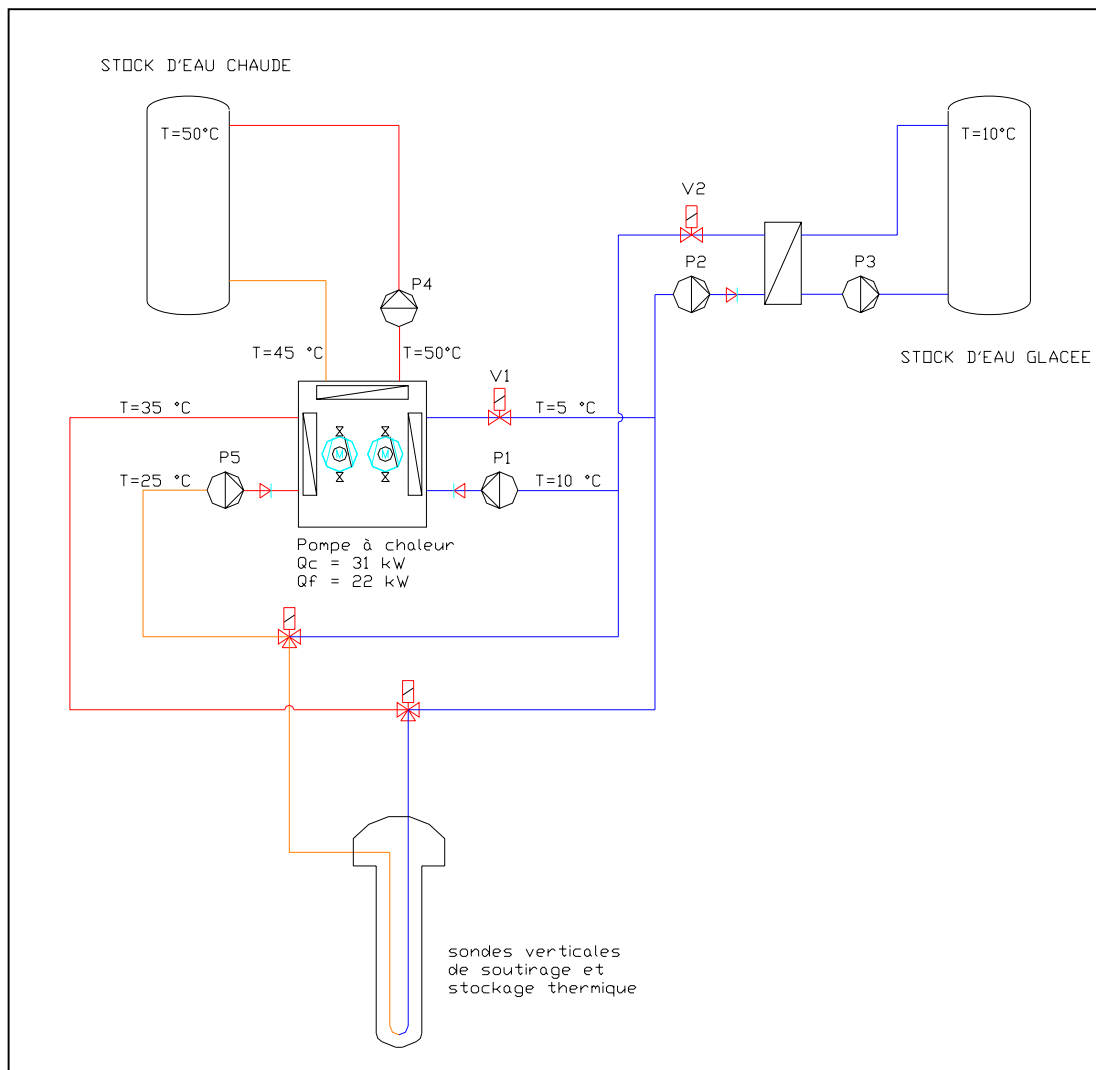 STOCK D'EAU CHAUDE
T=50°C
T=10°C
V2
P2
P3
P4
STOCK D'EAU GLACEE
T=45 °C
T=50°C
V1
T=35 °C
T=5 °C
P5
P1
T=25 °C
T=10 °C
M
M
Pompe à chaleur
Qc = 31 kW
Qf = 22 kW
sondes verticales
de soutirage et
stockage thermique